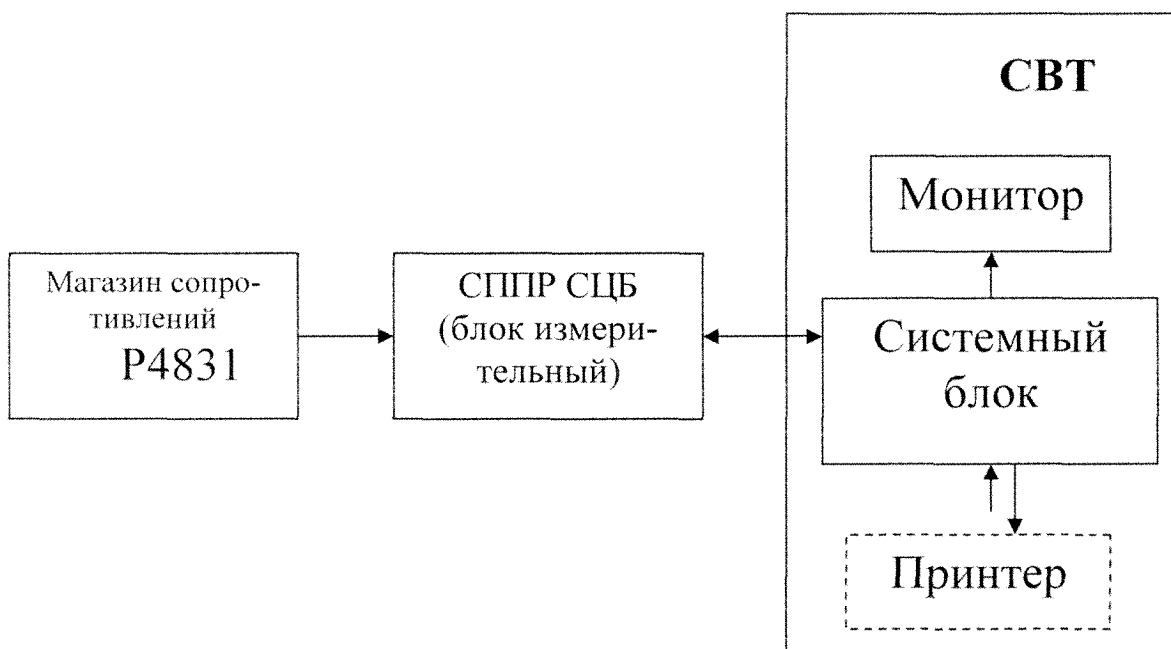 СВТ
Монитор
Магазин сопро-
тивлений
Р4831
СППР СЦБ
(блок измери-
тельный)
Системный
блок
Принтер